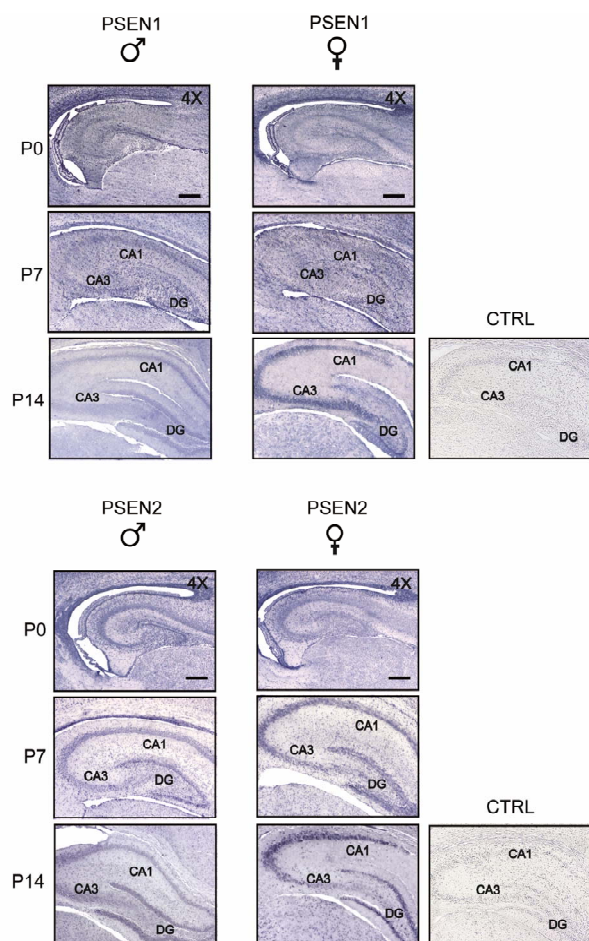 PSEN1 PSEN1
♂ ♀
4X 4X
P0
P7
CA1 CA1
CA3 CA3
DG DG
CTRL
P14
CA1 CA1 CA1
CA3 CA3 CA3
DG DG DG
PSEN2 PSEN2
♂ ♀
4X 4X
P0
P7
CA1 CA1
CA3 CA3
DG DG
CTRL
P14
CA1 CA1 CA1
CA3 CA3 CA3
DG DG DG